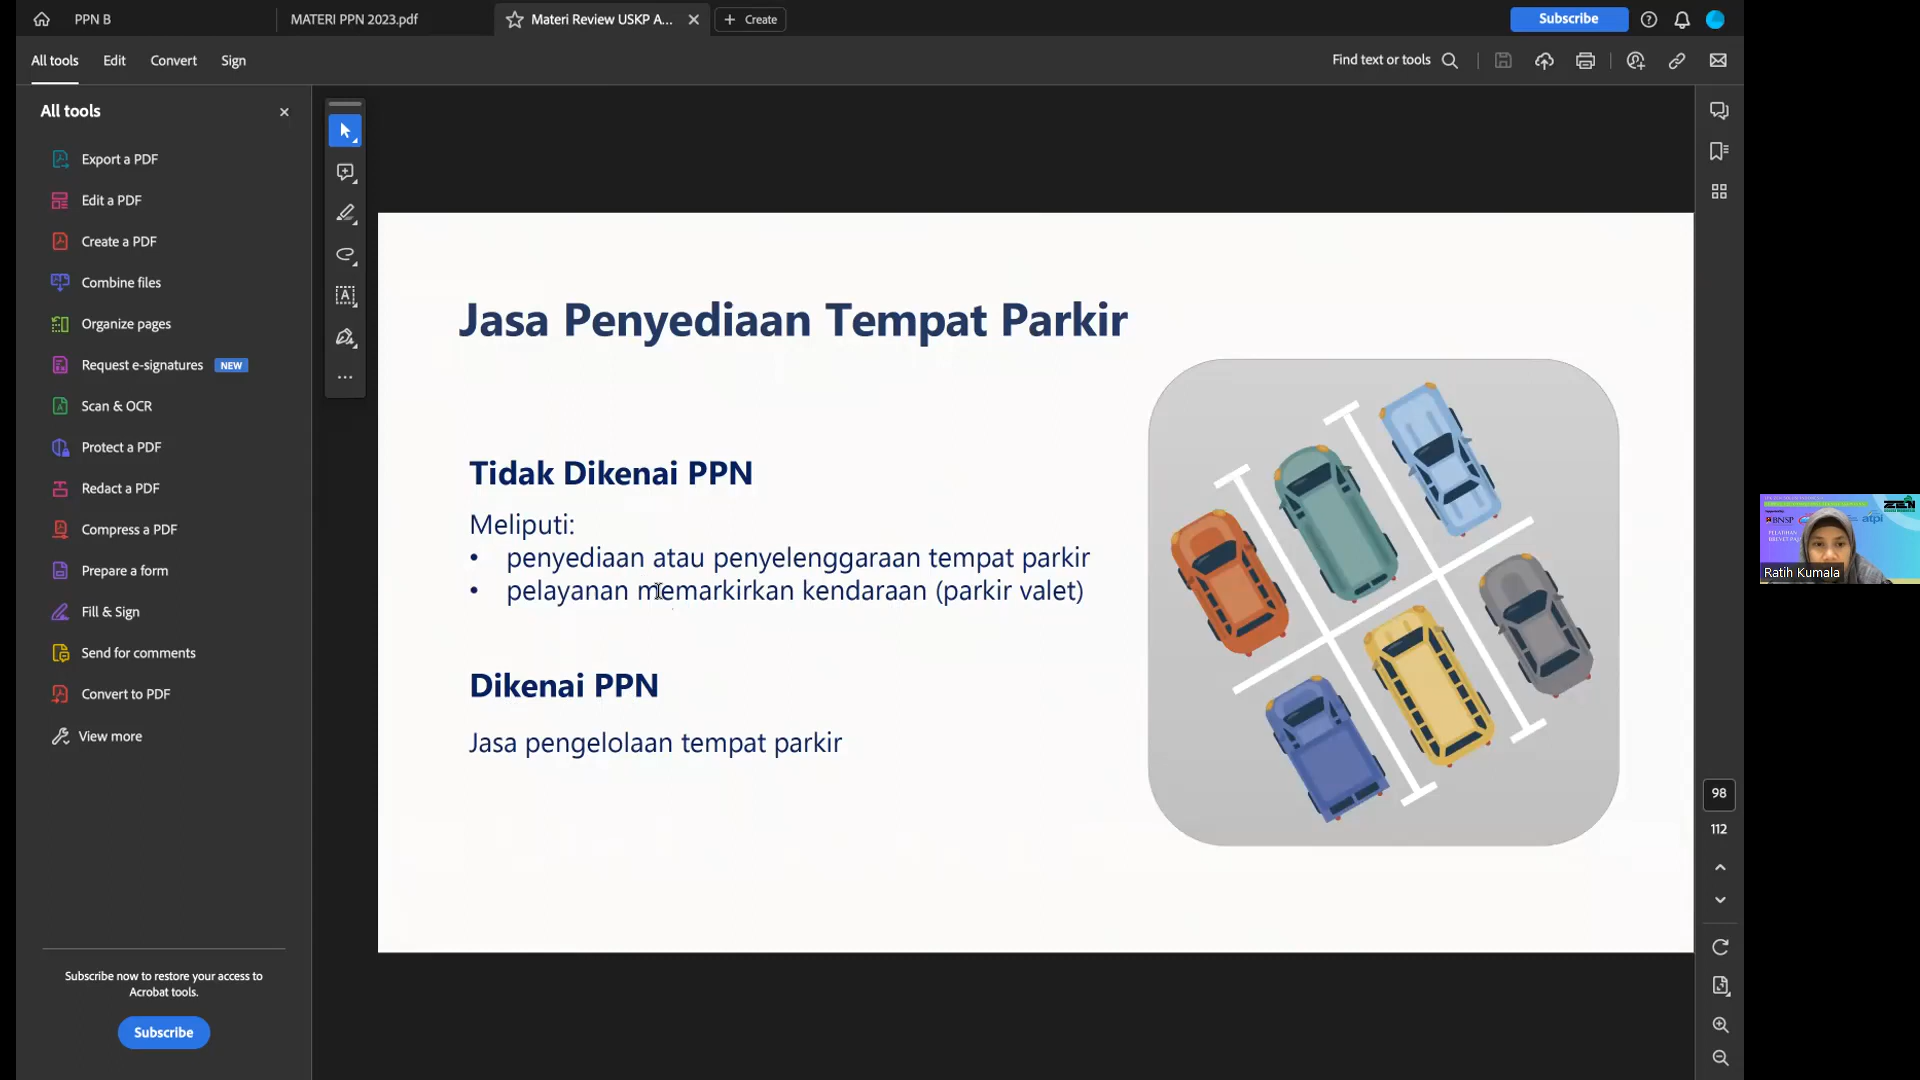 PPN B
MATERI PPN 2023.pdf
Materi Review USKP A...
Create
Subscribe
All tools
Edit
Convert
Sign
Find text or tools
All tools
Export a PDF
Edit a PDF
Create a PDF
Combine files
Organize pages
Request e-signatures NEW
Scan & OCR
Protect a PDF
Redact a PDF
Compress a PDF
Prepare a form
Fill & Sign
Send for comments
Convert to PDF
View more
Subscribe now to restore your access to
Acrobat tools.
Subscribe
Jasa Penyediaan Tempat Parkir
Tidak Dikenai PPN
Meliputi:
• penyediaan atau penyelenggaraan tempat parkir
• pelayanan memarkirkan kendaraan (parkir valet)
Dikenai PPN
Jasa pengelolaan tempat parkir
98
112
ZEN
BNSP
Ratih Kumala